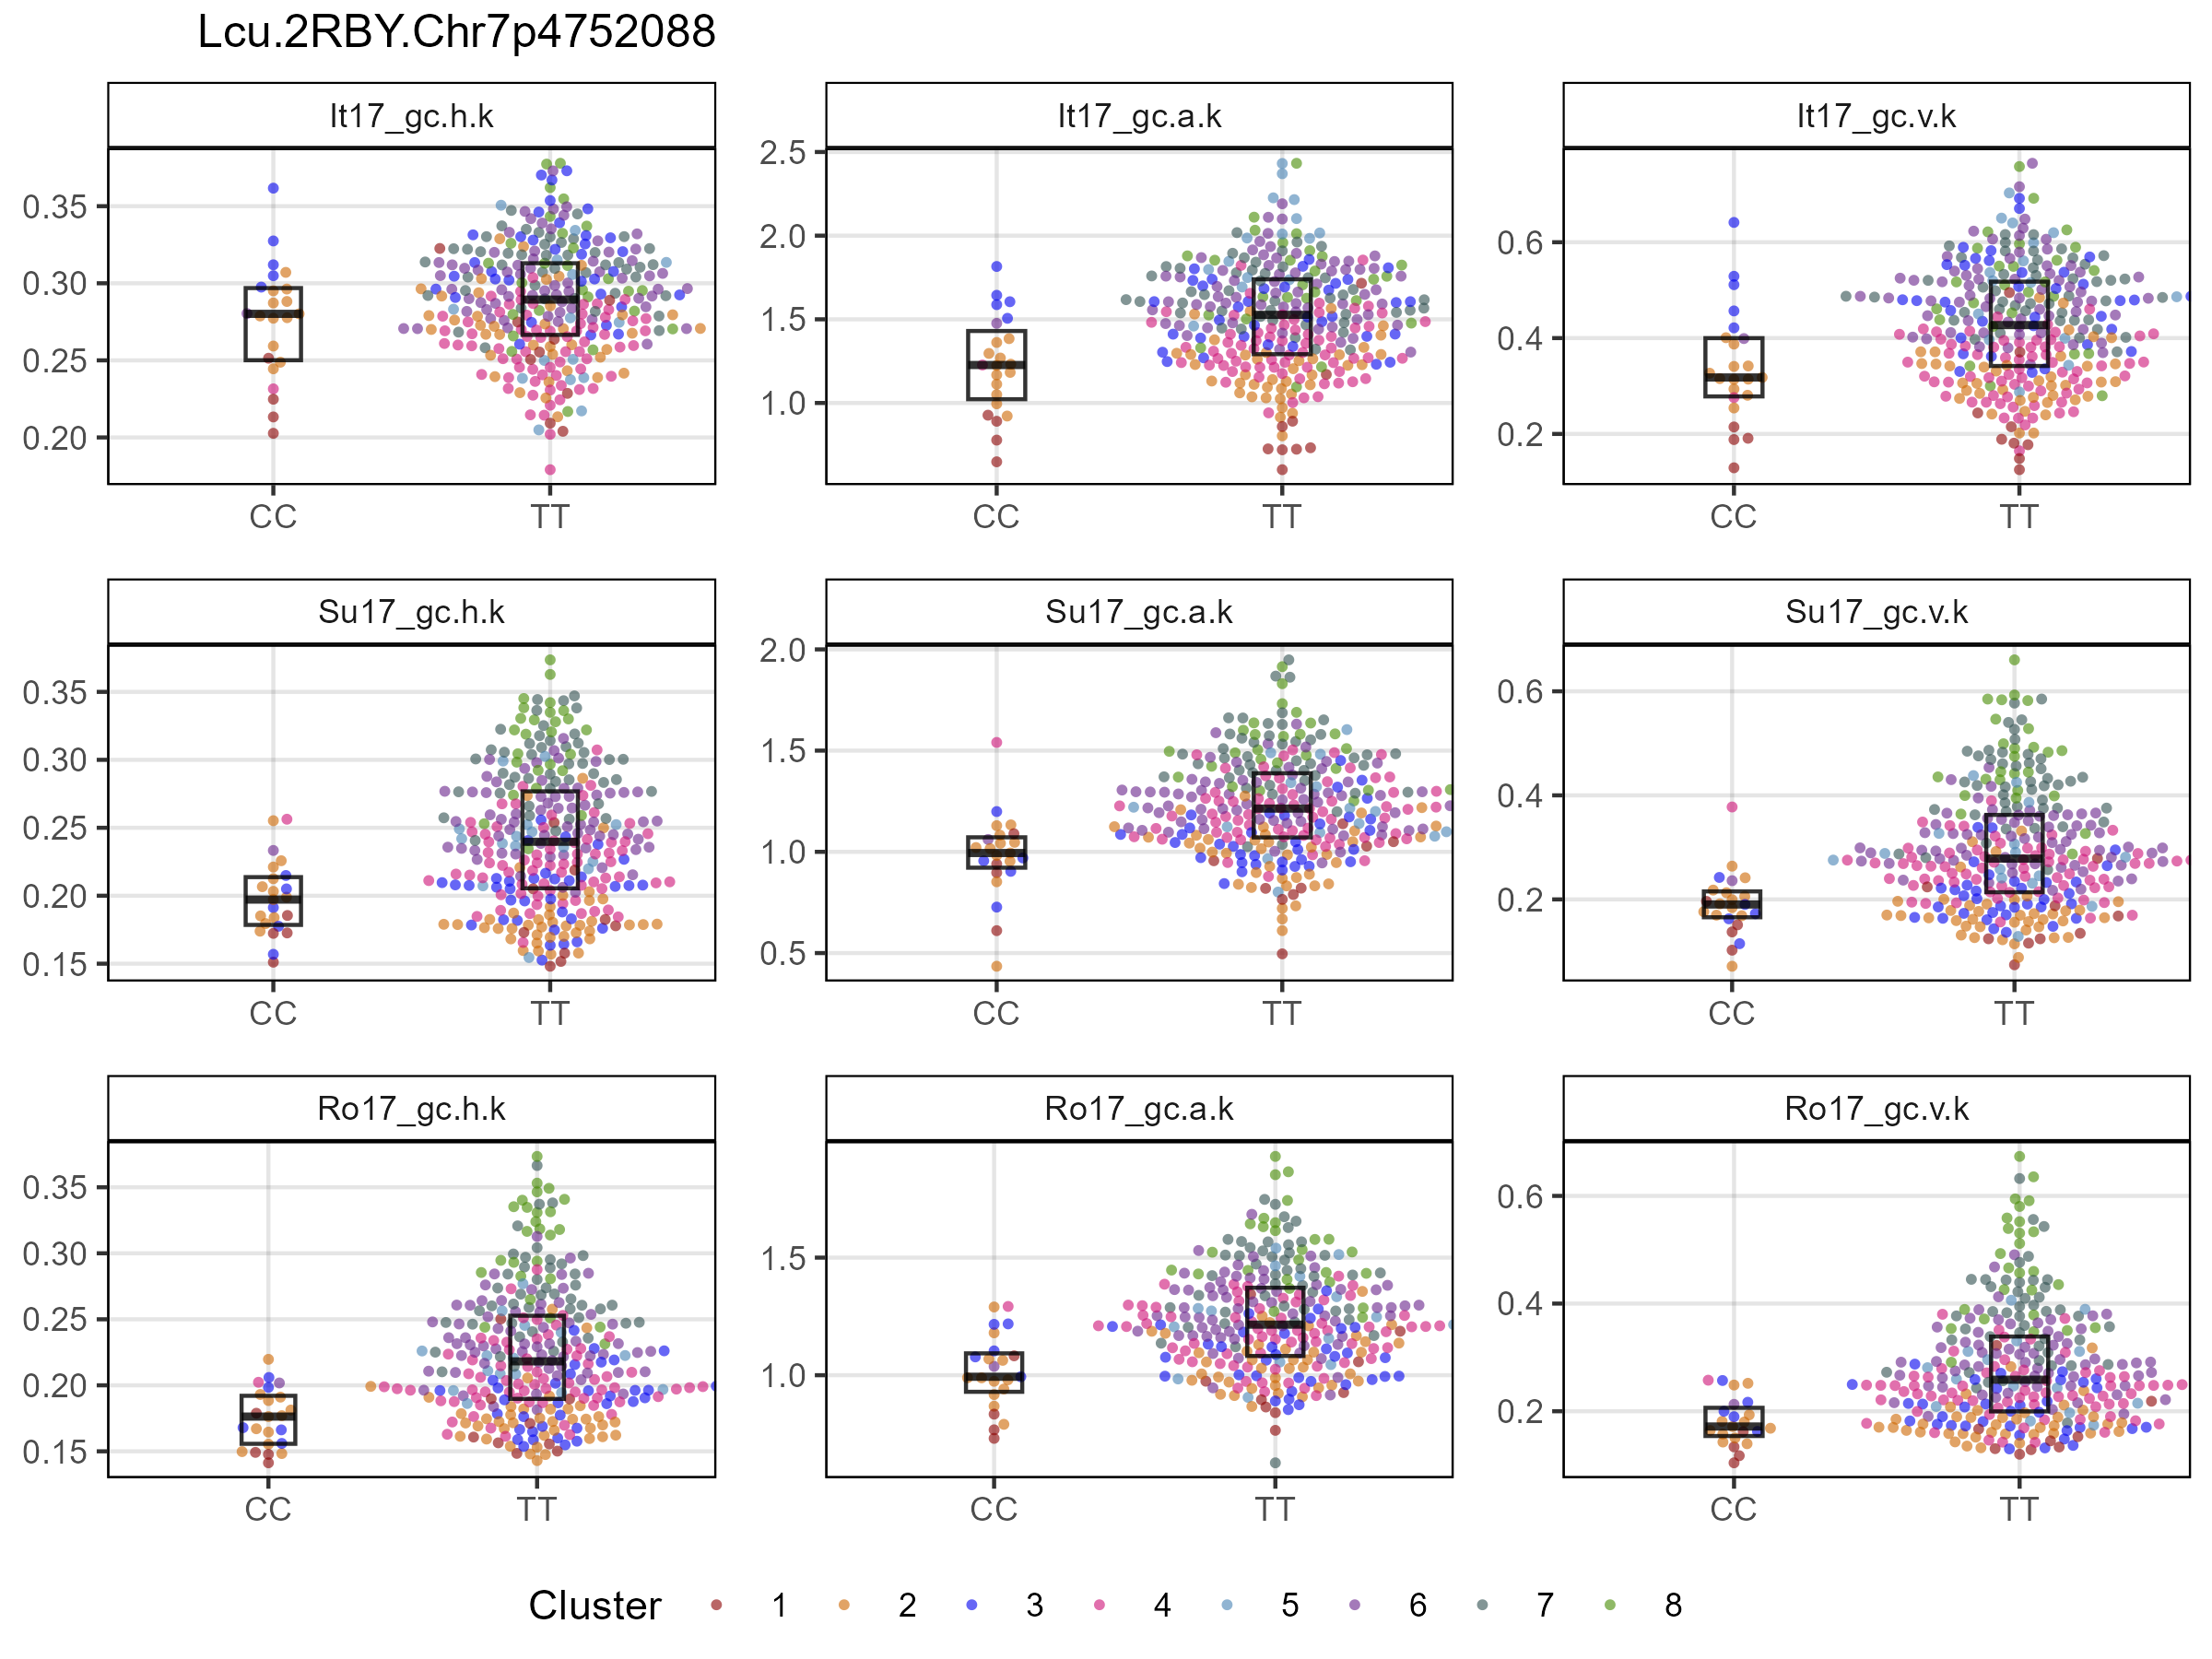 Lcu.2RBY.Chr7p4752088
It17_gc.h.k It17_gc.a.k It17_gc.v.k
0.35
0.30
0.25
0.20
CC TT
2.5
2.0
1.5
1.0
CC TT
0.6
0.4
0.2
CC TT
Su17_gc.h.k Su17_gc.a.k Su17_gc.v.k
0.35
0.30
0.25
0.20
0.15
CC TT
2.0
1.5
1.0
0.5
CC TT
0.6
0.4
0.2
CC TT
Ro17_gc.h.k Ro17_gc.a.k Ro17_gc.v.k
0.35
0.30
0.25
0.20
0.15
CC TT
1.5
1.0
CC TT
0.6
0.4
0.2
CC TT
Cluster 1 2 3 4 5 6 7 8